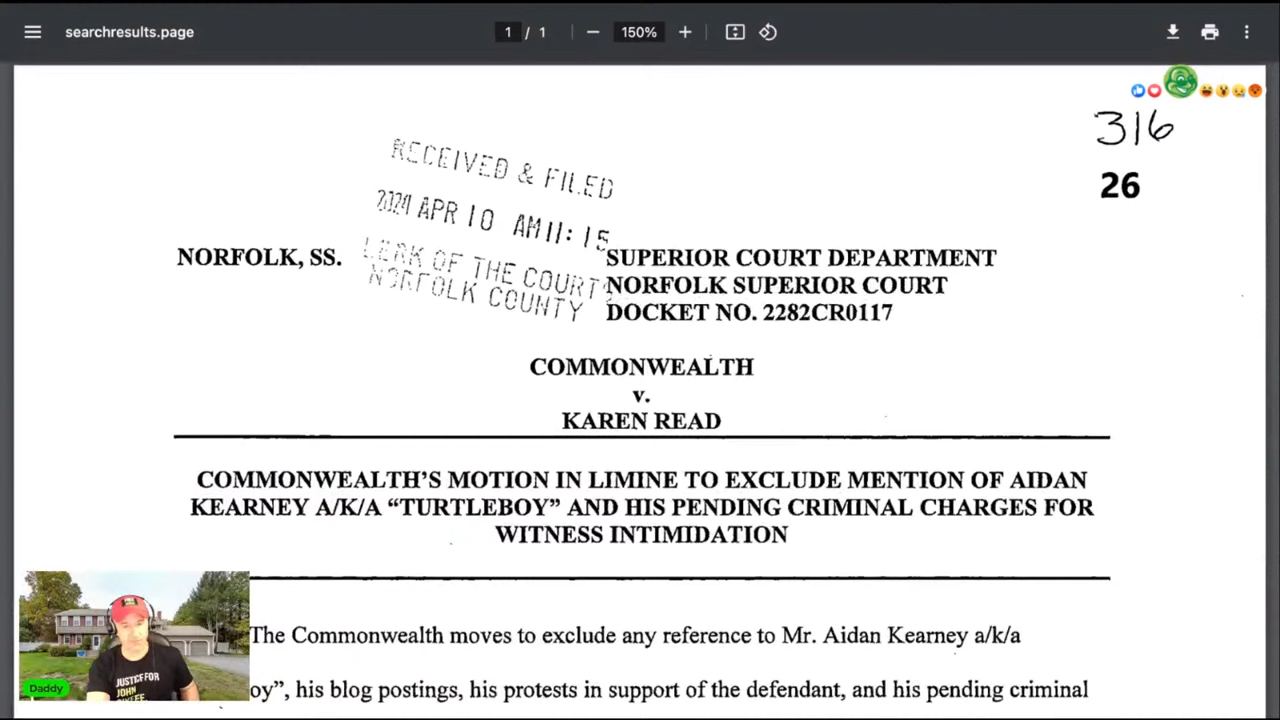 searchresults.page
1 / 1
150%
316
26
RECEIVED & FILED
2024 APR 10 AM 11:15
LERK OF THE COURT
NORFOLK COUNTY
NORFOLK, SS.
SUPERIOR COURT DEPARTMENT
NORFOLK SUPERIOR COURT
DOCKET NO. 2282CR0117
COMMONWEALTH
v.
KAREN READ
COMMONWEALTH'S MOTION IN LIMINE TO EXCLUDE MENTION OF AIDAN
KEARNEY A/K/A “TURTLEBOY” AND HIS PENDING CRIMINAL CHARGES FOR
WITNESS INTIMIDATION
The Commonwealth moves to exclude any reference to Mr. Aidan Kearney a/k/a
oy”, his blog postings, his protests in support of the defendant, and his pending criminal
JUSTICE FOR
JOHN
Daddy